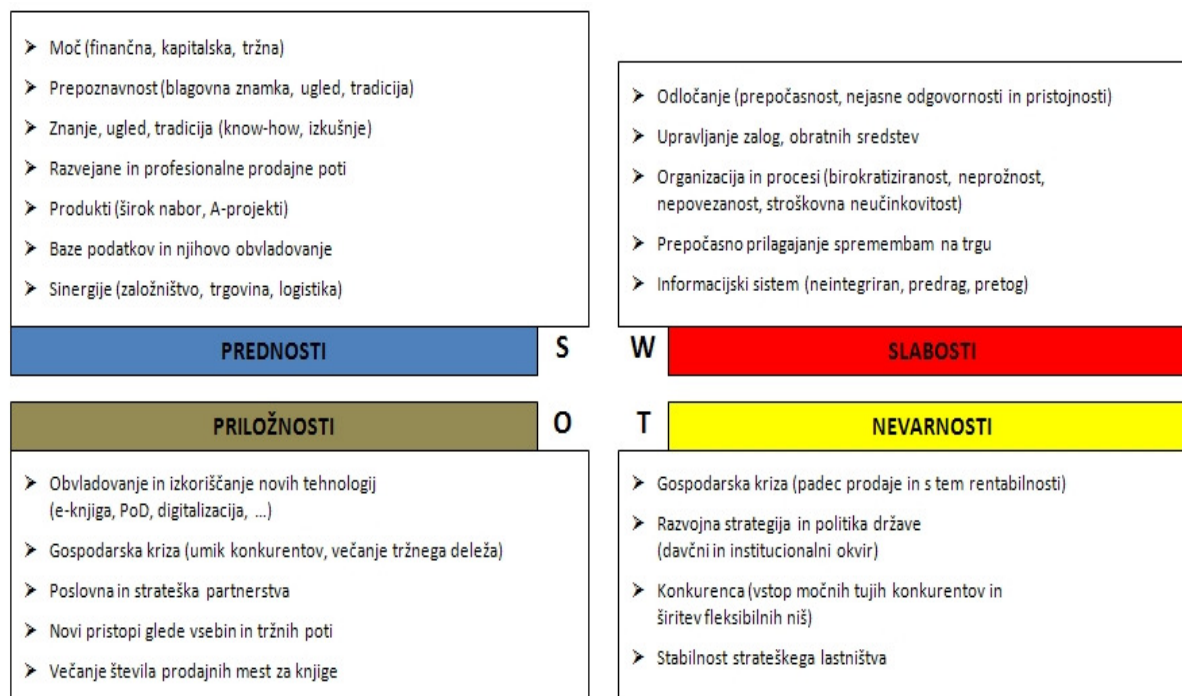 ➤ Moč (finančna, kapitalska, tržna)
➤ Prepoznavnost (blagovna znamka, ugled, tradicija)
➤ Znanje, ugled, tradicija (know-how, izkušnje)
➤ Razvejane in profesionalne prodajne poti
➤ Produkti (širok nabor, A-projekti)
➤ Baze podatkov in njihovo obvladovanje
➤ Sinergije (založništvo, trgovina, logistika)
PREDNOSTI
S
➤ Odločanje (prepočasnost, nejasne odgovornosti in pristojnosti)
➤ Upravljanje zalog, obratnih sredstev
➤ Organizacija in procesi (birokratiziranost, neprožnost,
nepovezanost, stroškovna neučinkovitost)
➤ Prepočasno prilagajanje spremembam na trgu
➤ Informacijski sistem (neintegriran, predrag, pretog)
W
SLABOSTI
PRILOŽNOSTI
O
➤ Obvladovanje in izkoriščanje novih tehnologij
(e-knjiga, PoD, digitalizacija, ...)
➤ Gospodarska kriza (umik konkurentov, večanje tržnega deleža)
➤ Poslovna in strateška partnerstva
➤ Novi pristopi glede vsebin in tržnih poti
➤ Večanje števila prodajnih mest za knjige
T
NEVARNOSTI
➤ Gospodarska kriza (padec prodaje in s tem rentabilnosti)
➤ Razvojna strategija in politika države
(davčni in institucionalni okvir)
➤ Konkurenca (vstop močnih tujih konkurentov in
širitev fleksibilnih niš)
➤ Stabilnost strateškega lastništva